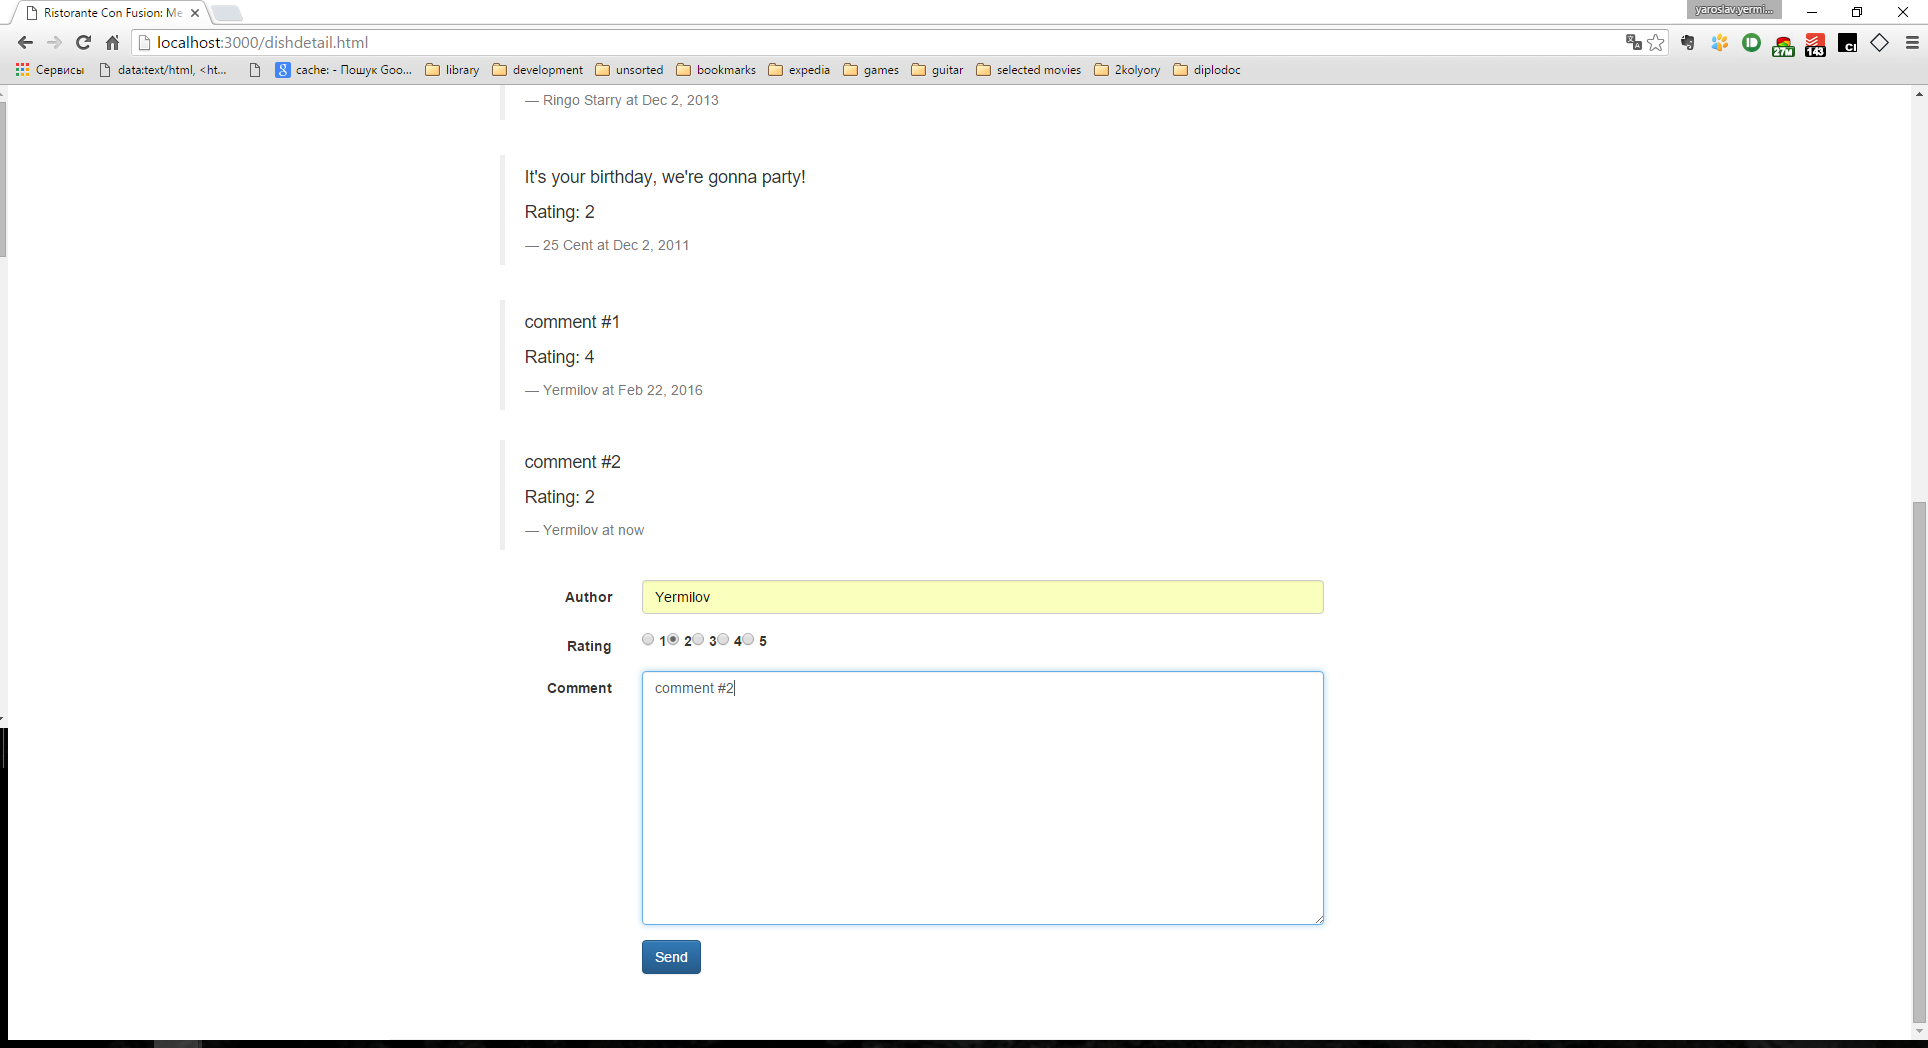 Ristorante Con Fusion: Me
yaroslav.yermi...
localhost:3000/dishdetail.html
27M
143
Сервисы
data:text/html, <ht...
cache: - Пошук Goo...
library
development
unsorted
bookmarks
expedia
games
guitar
selected movies
2kolyory
diplodoc
— Ringo Starry at Dec 2, 2013
It's your birthday, we're gonna party!
Rating: 2
— 25 Cent at Dec 2, 2011
comment #1
Rating: 4
— Yermilov at Feb 22, 2016
comment #2
Rating: 2
— Yermilov at now
Author
Yermilov
Rating
1 2 3 4 5
Comment
comment #2
Send